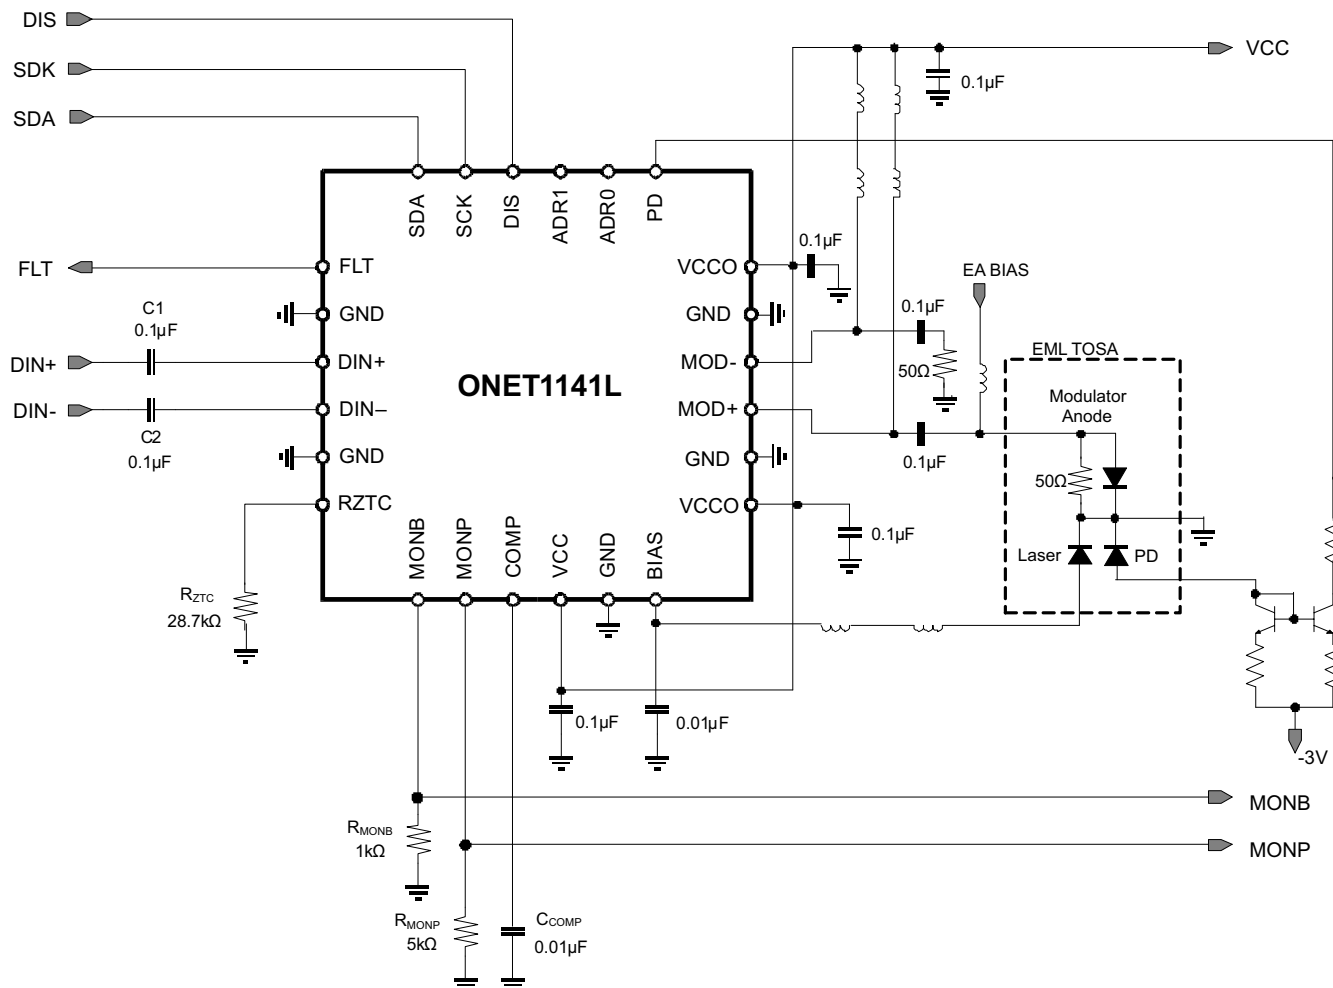 DIS
VCC
SDK
0.1µF
SDA
SDA
SCK
DIS
ADR1
ADR0
PD
0.1µF
FLT
FLT
VCCO
EA BIAS
C1
0.1µF
GND
GND
0.1µF
EML TOSA
DIN+
DIN+
MOD-
50Ω
ONET1141L
Modulator
Anode
DIN-
DIN–
MOD+
C2
0.1µF
GND
GND
0.1µF
50Ω
RZTC
VCCO
0.1µF
MONB
MONP
COMP
VCC
GND
BIAS
Laser
PD
RZTC
28.7kΩ
0.1µF
0.01µF
-3V
MONB
RMONB
1kΩ
MONP
RMONP
5kΩ
CCOMP
0.01µF